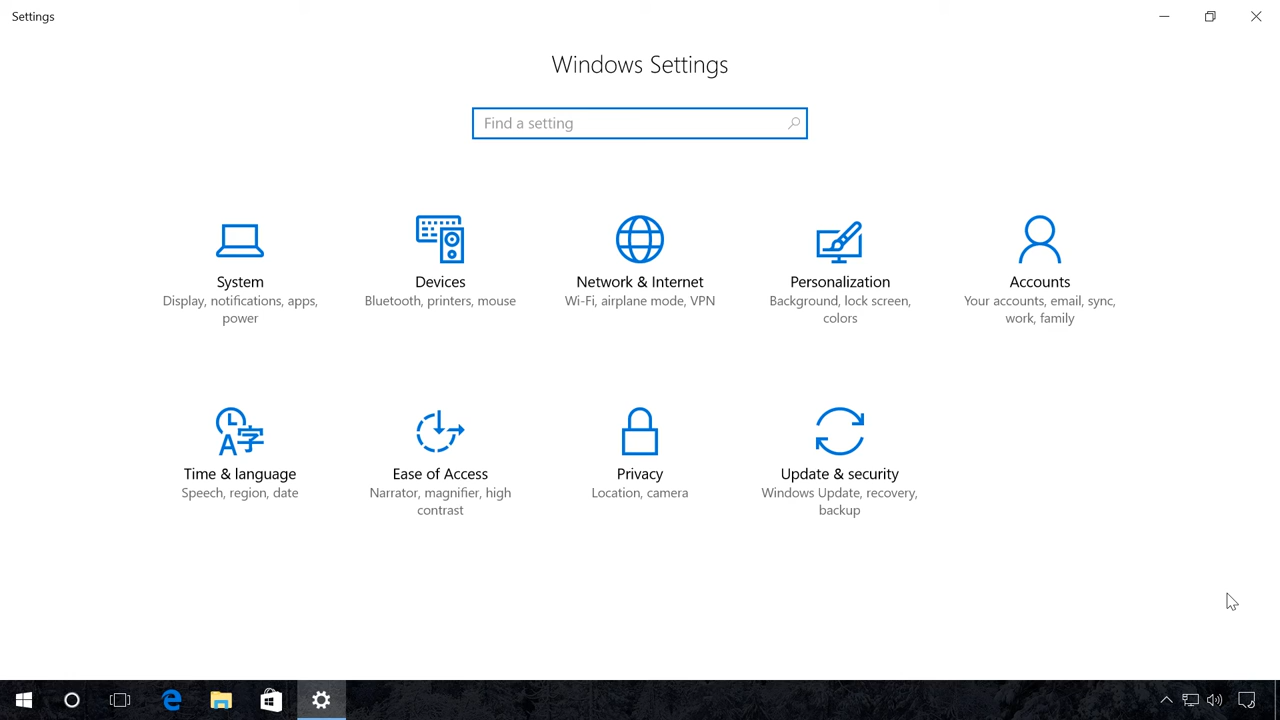 Settings
Windows Settings
Find a setting
System
Display, notifications, apps,
power
Devices
Bluetooth, printers, mouse
Network & Internet
Wi-Fi, airplane mode, VPN
Personalization
Background, lock screen,
colors
Accounts
Your accounts, email, sync,
work, family
Time & language
Speech, region, date
Ease of Access
Narrator, magnifier, high
contrast
Privacy
Location, camera
Update & security
Windows Update, recovery,
backup